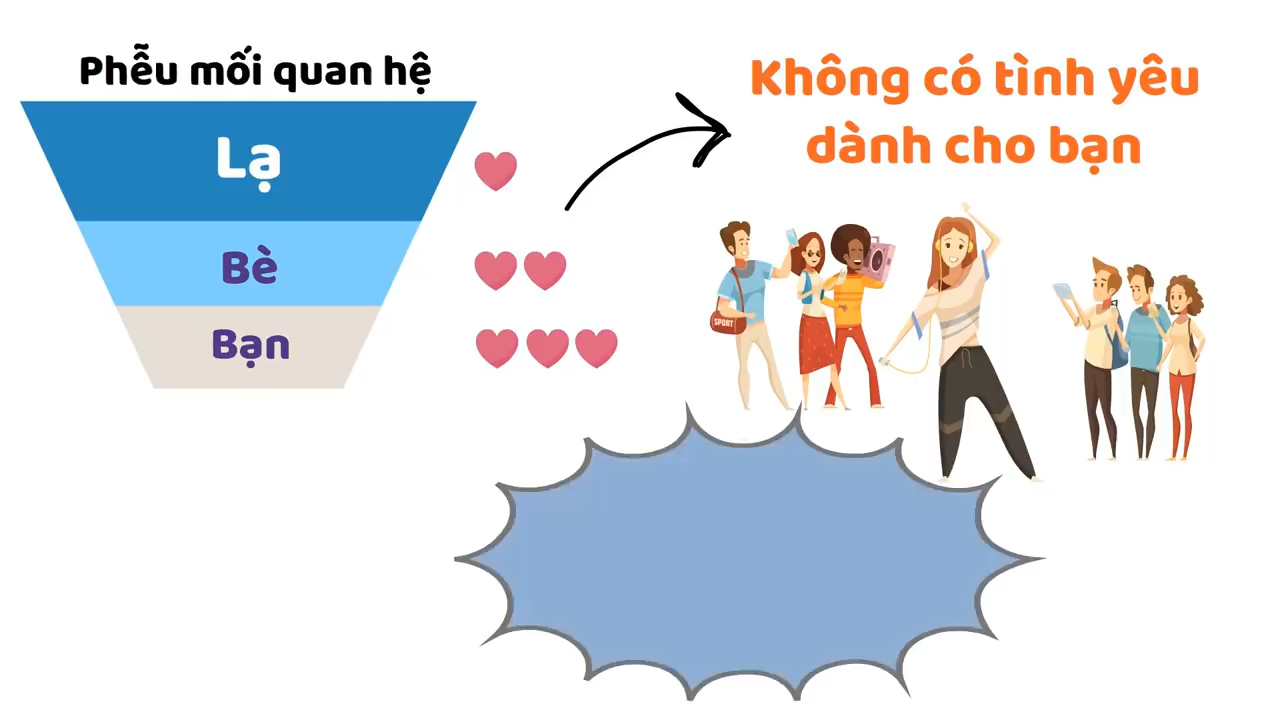 Phễu mối quan hệ
Lạ
Bè
Bạn
Không có tình yêu
dành cho bạn
SPORT